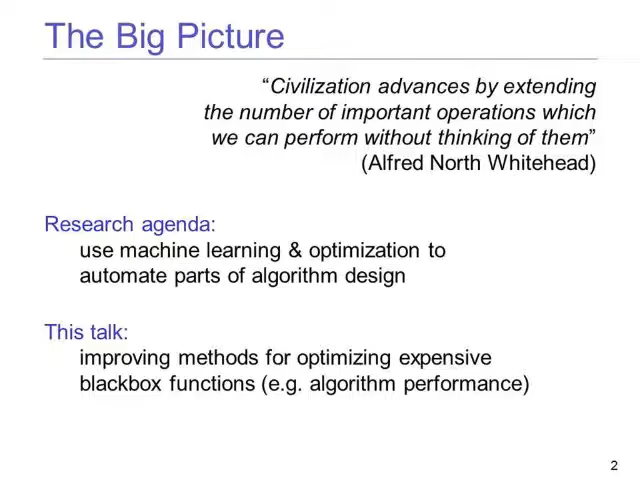 The Big Picture
“Civilization advances by extending
the number of important operations which
we can perform without thinking of them”
(Alfred North Whitehead)
Research agenda:
use machine learning & optimization to
automate parts of algorithm design
This talk:
improving methods for optimizing expensive
blackbox functions (e.g. algorithm performance)
2